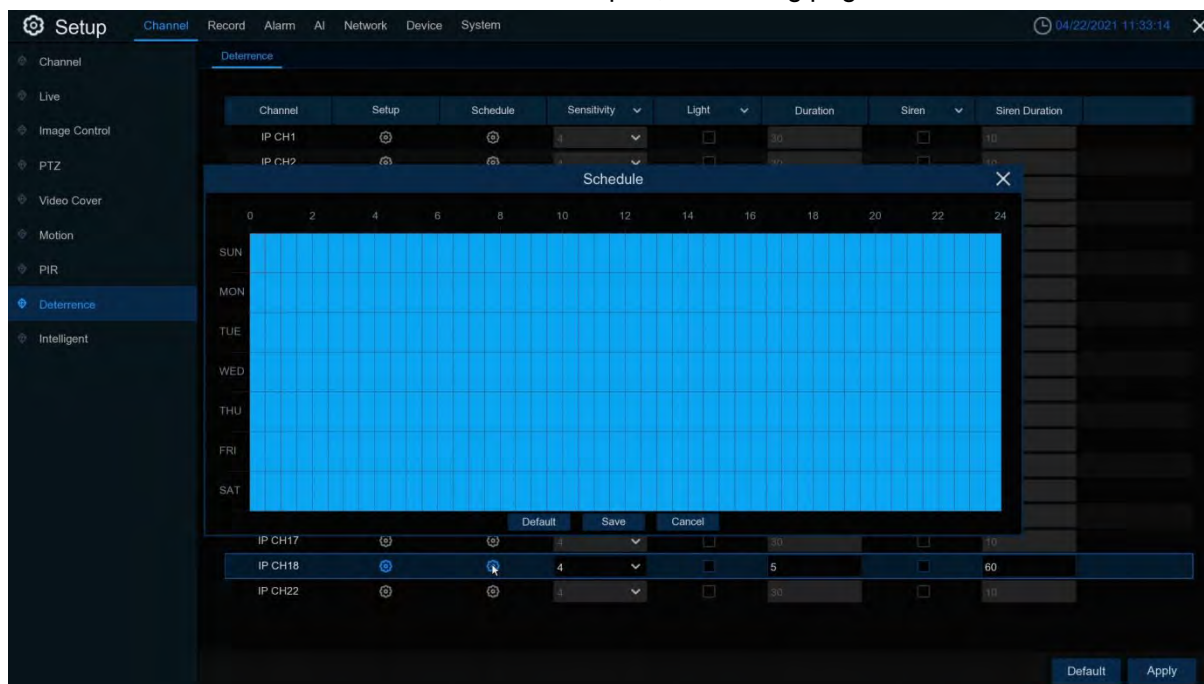 Setup Channel Record Alarm AI Network Device System 04/22/2021 11:33:14
Channel
Deterrence
Live
Image Control
PTZ
Video Cover
Motion
PIR
Deterrence
Intelligent
Channel Setup Schedule Sensitivity Light Duration Siren Siren Duration
IP CH1 4 30 10
IP CH2
Schedule
0 2 4 6 8 10 12 14 16 18 20 22 24
SUN
MON
TUE
WED
THU
FRI
SAT
Default Save Cancel
IP CH17 4 30 10
IP CH18 4 5 60
IP CH22 4 30 10
Default Apply